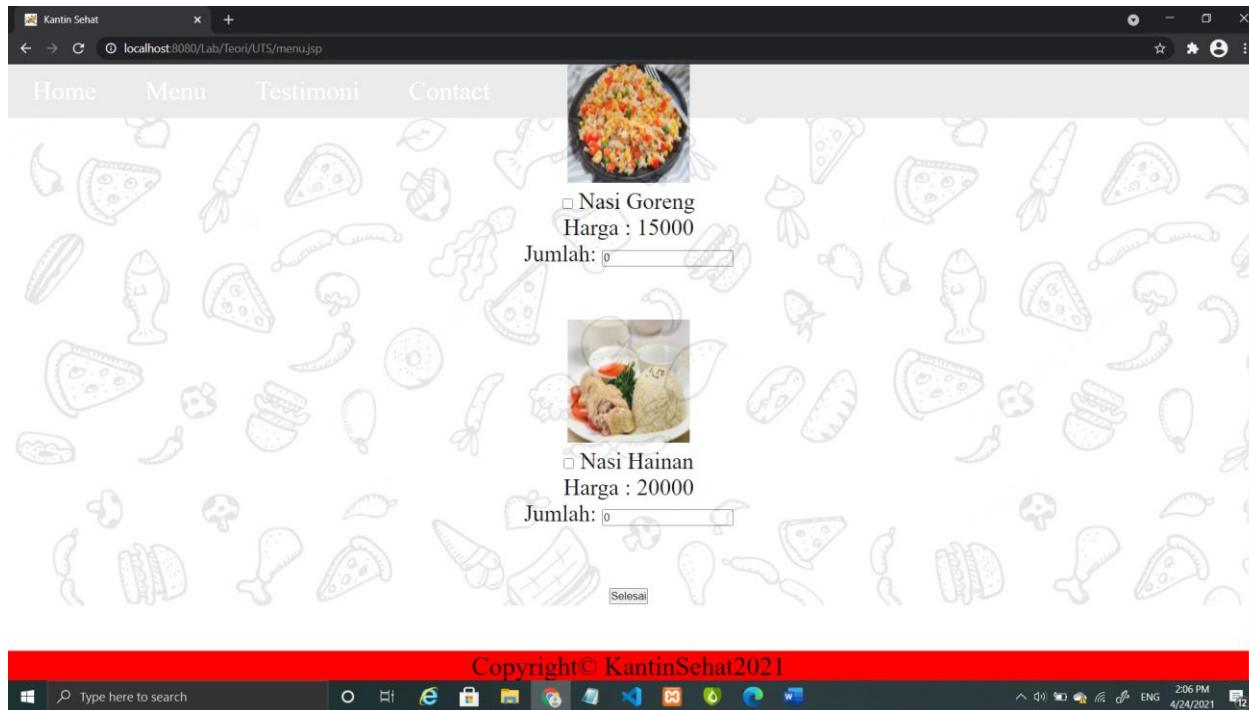 Kantin Sehat
localhost:8080/Lab/Teori/UTS/menu.jsp
Home Menu Testimoni Contact
Nasi Goreng
Harga : 15000
Jumlah: 0
Nasi Hainan
Harga : 20000
Jumlah: 0
Selesai
Copyright© KantinSehat2021
Type here to search
ENG
2:06 PM
4/24/2021
12